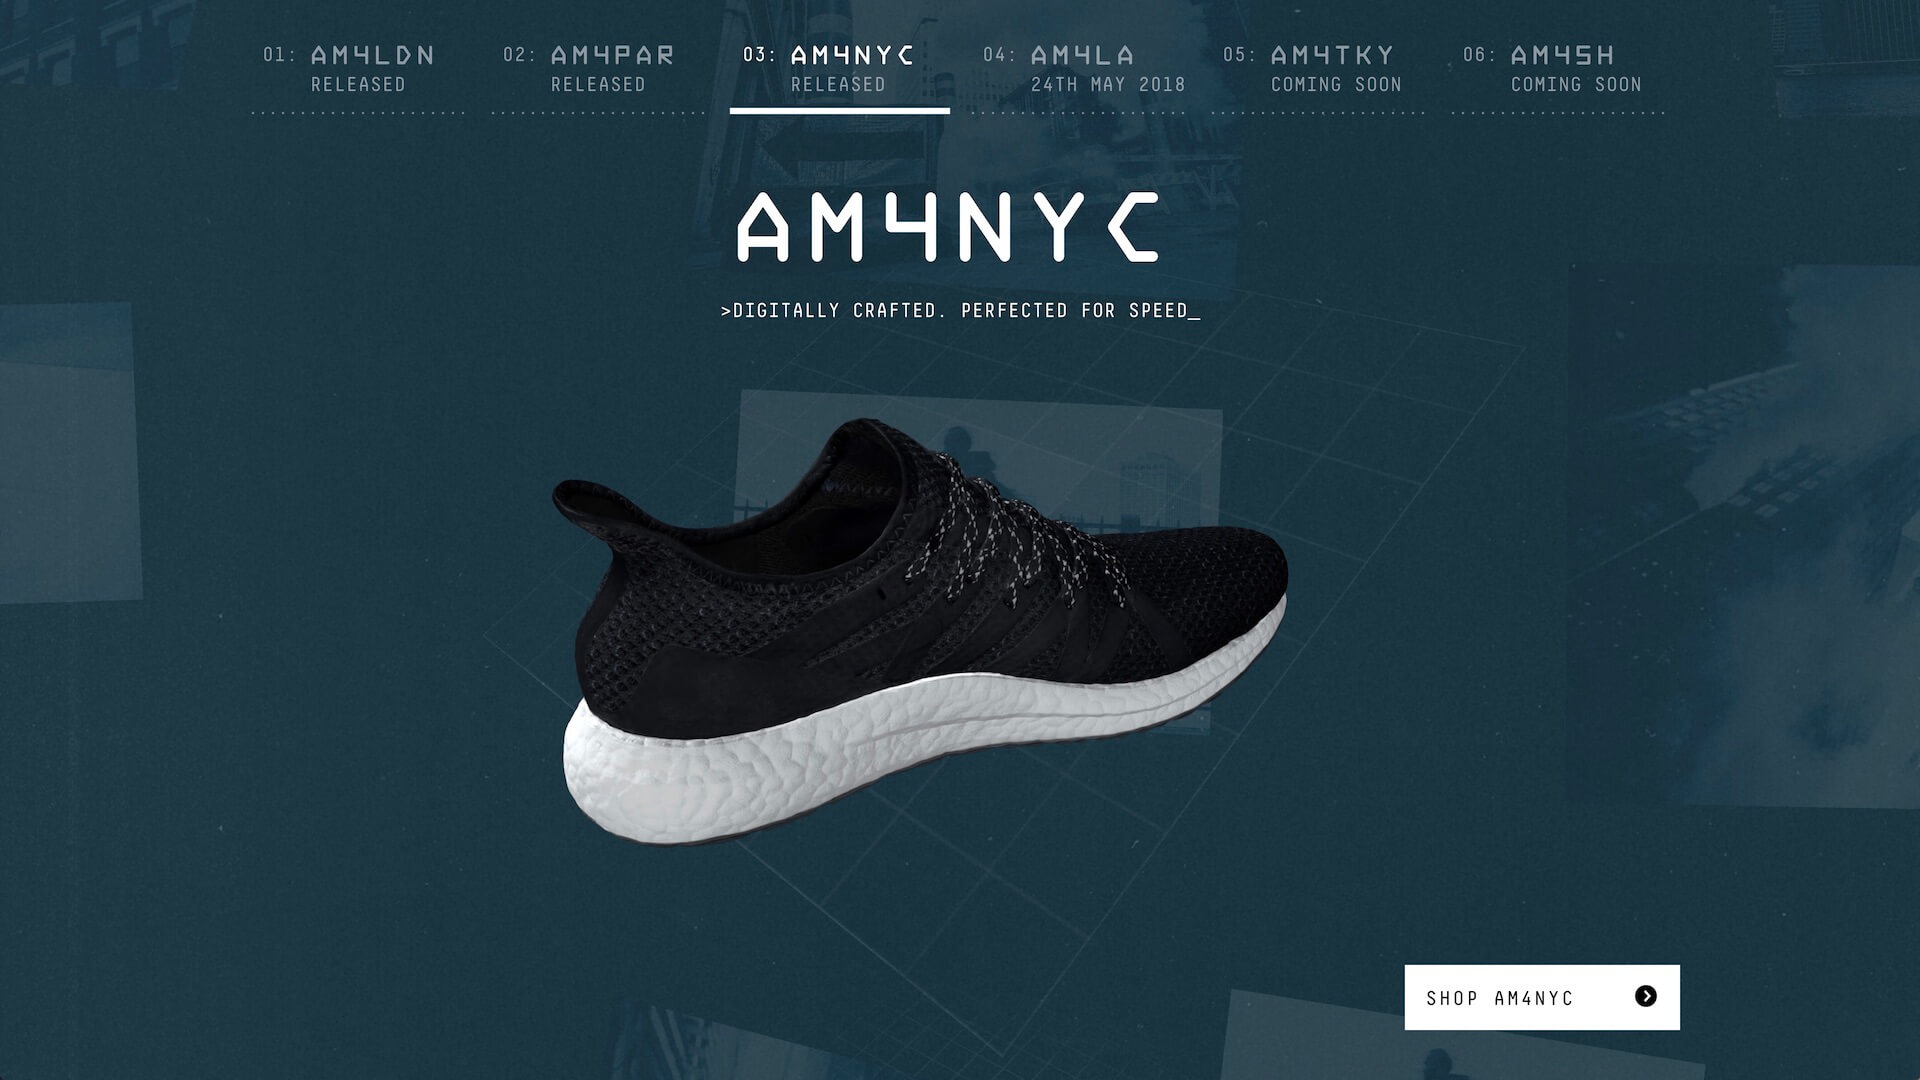 01: AM4LDN
RELEASED
02: AM4PAR
RELEASED
03: AM4NYC
RELEASED
04: AM4LA
24TH MAY 2018
05: AM4TKY
COMING SOON
06: AM4SH
COMING SOON
AM4NYC
>DIGITALLY CRAFTED. PERFECTED FOR SPEED_
SHOP AM4NYC